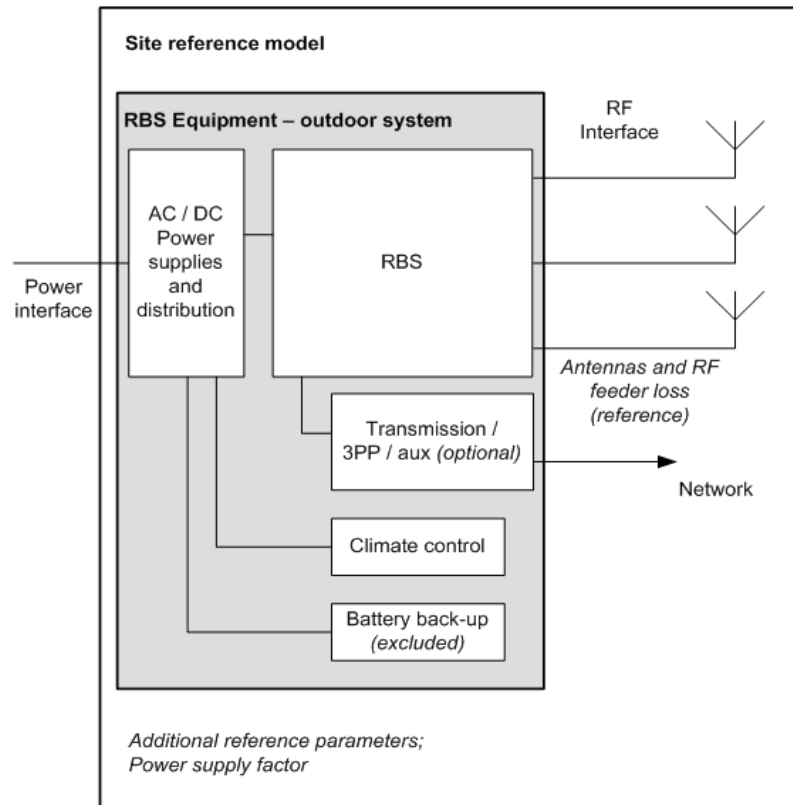 Site reference model
RBS Equipment – outdoor system
RF
Interface
AC / DC
Power
supplies
and
distribution
RBS
Power
interface
Antennas and RF
feeder loss
(reference)
Transmission /
3PP / aux (optional)
Network
Climate control
Battery back-up
(excluded)
Additional reference parameters;
Power supply factor